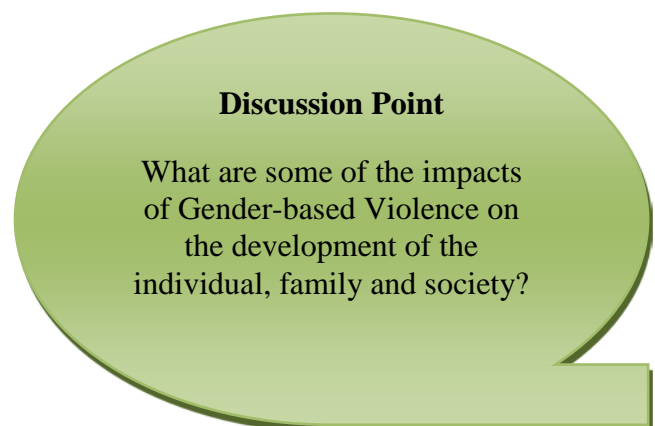 Discussion Point
What are some of the impacts
of Gender-based Violence on
the development of the
individual, family and society?